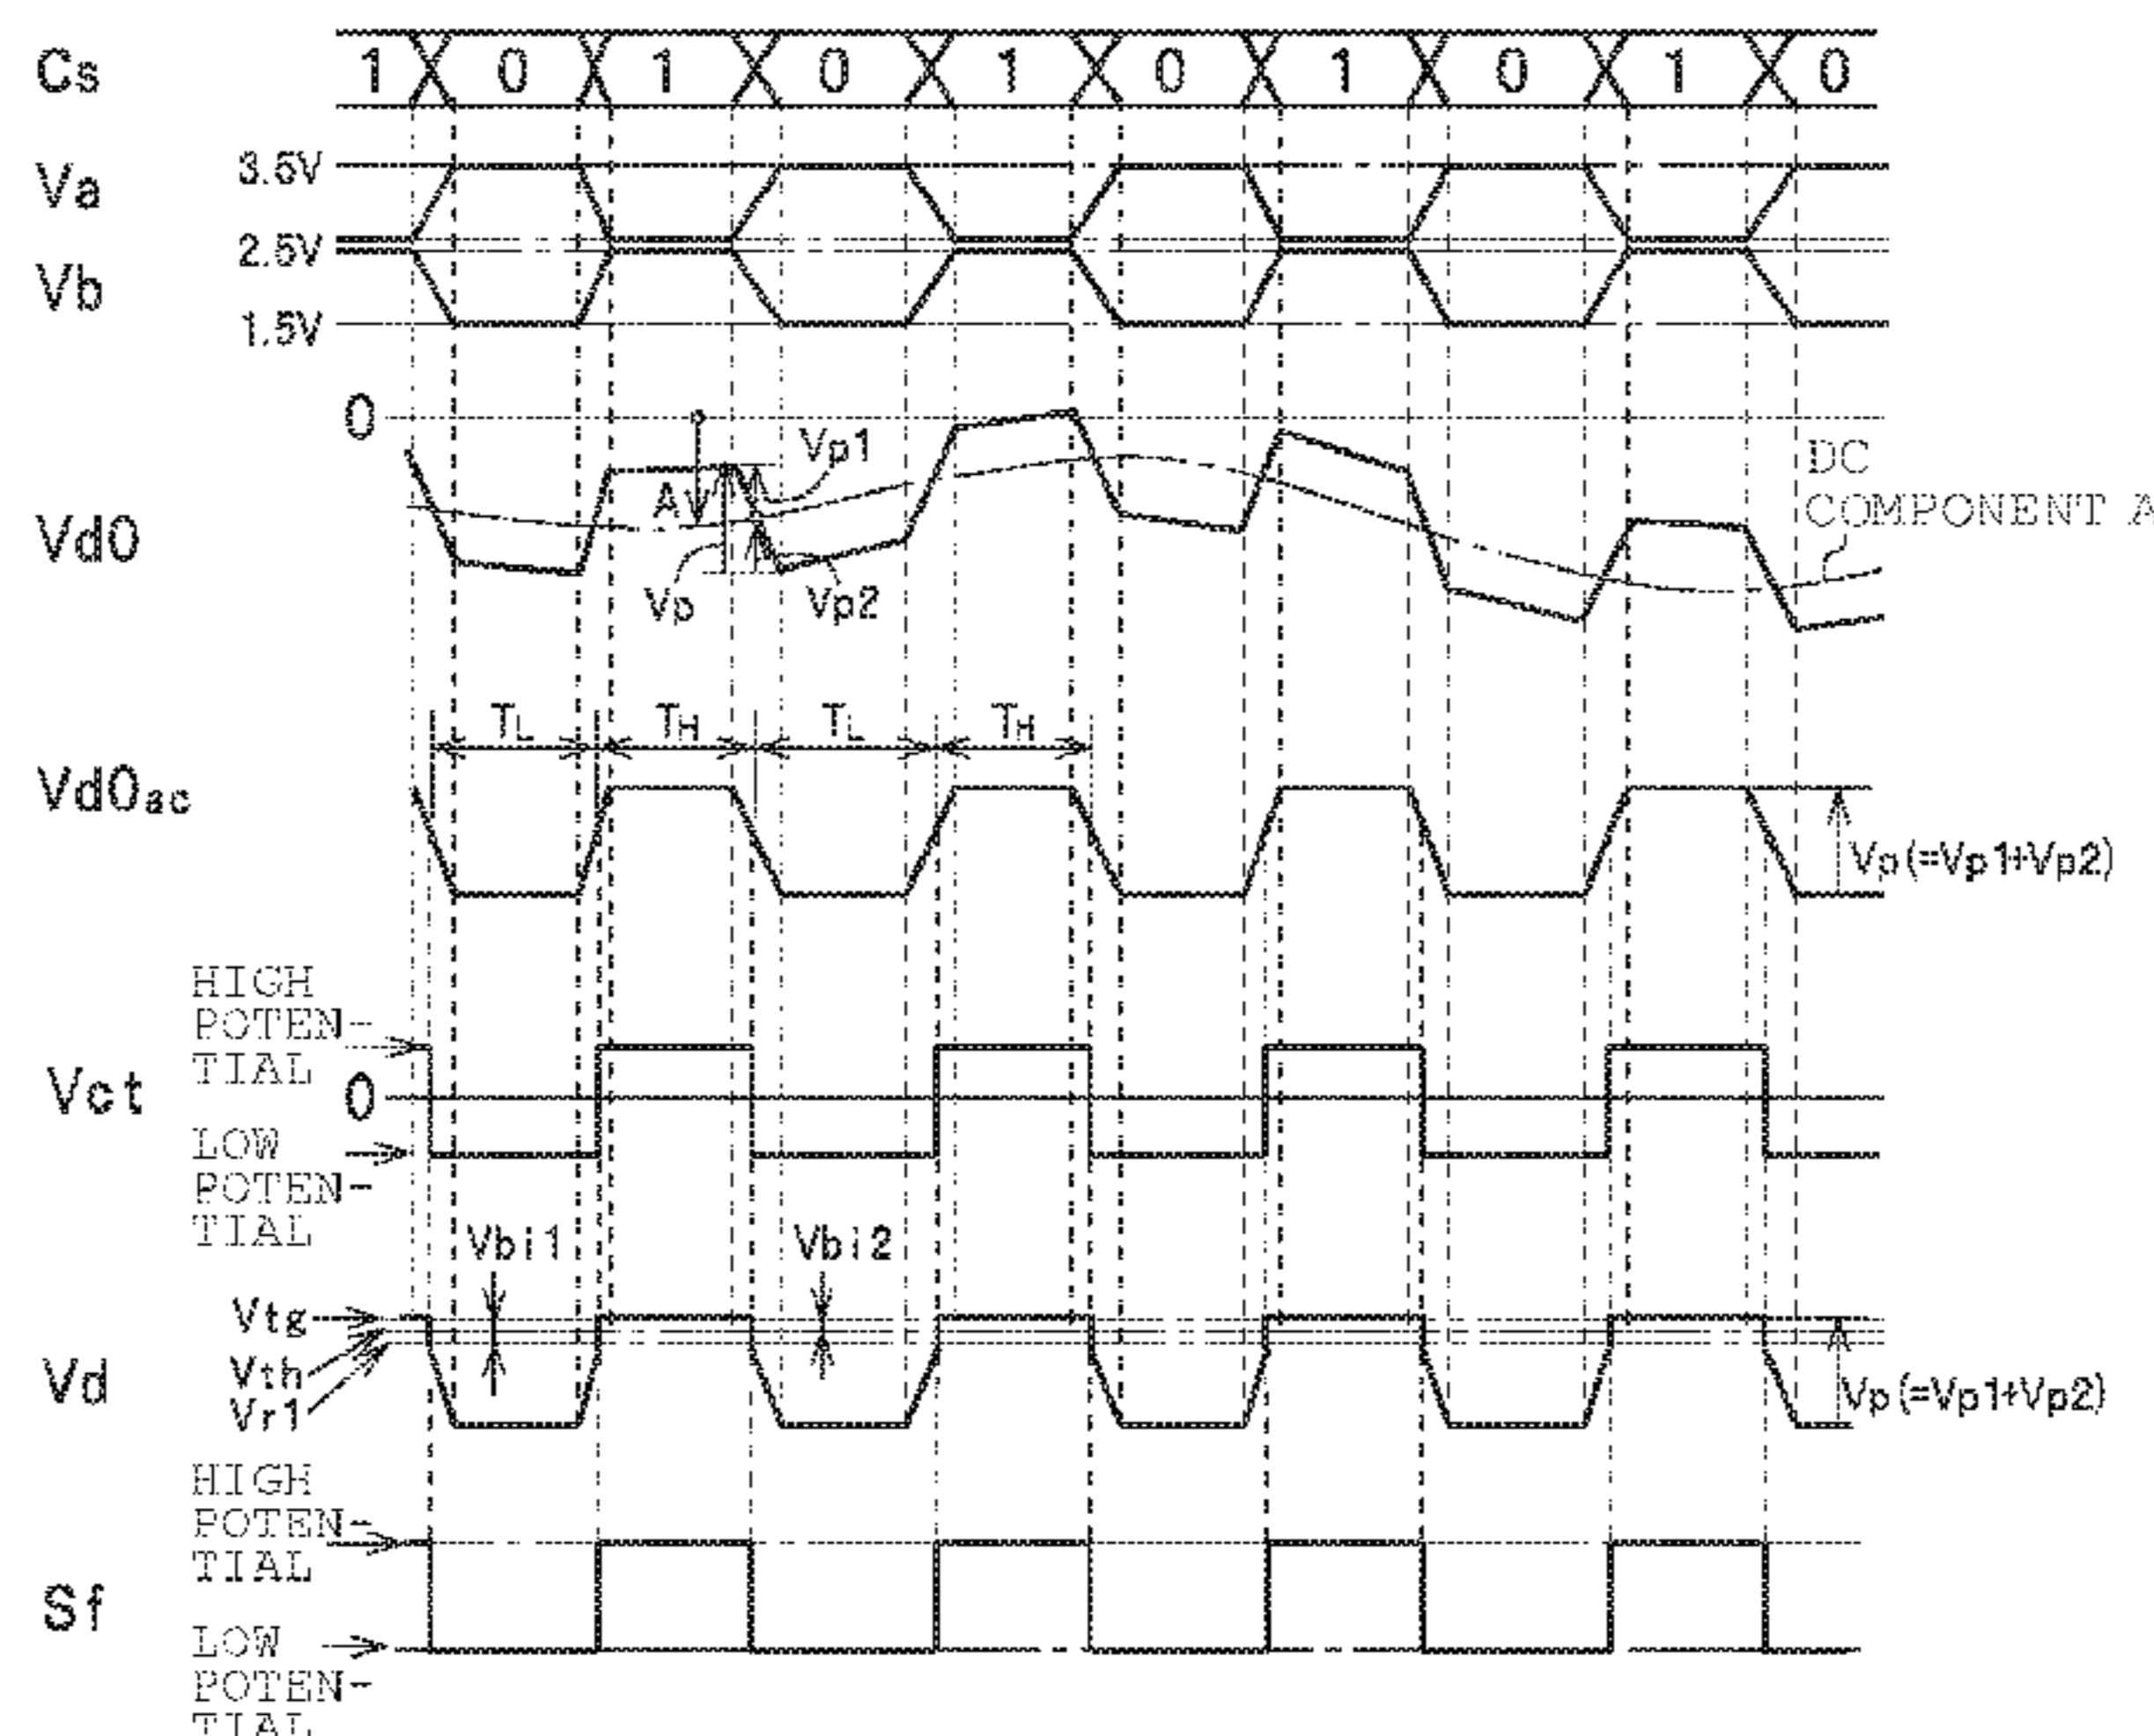 Cs 1 0 1 0 1 0 1 0 1 0
Va 3.5V
2.5V
Vb
1.5V
0
Vp1
A
DC
COMPONENT A
Vd0
Vp Vp2
TL TH TL TH
Vd0ac
Vp(=Vp1+Vp2)
HIGH
POTEN-
TIAL
Vct 0
LOW
POTEN-
TIAL
Vbi1 Vbi2
Vtg
Vth
Vd
Vr1
Vp(=Vp1+Vp2)
HIGH
POTEN-
TIAL
Sf
LOW
POTEN-
TIAL